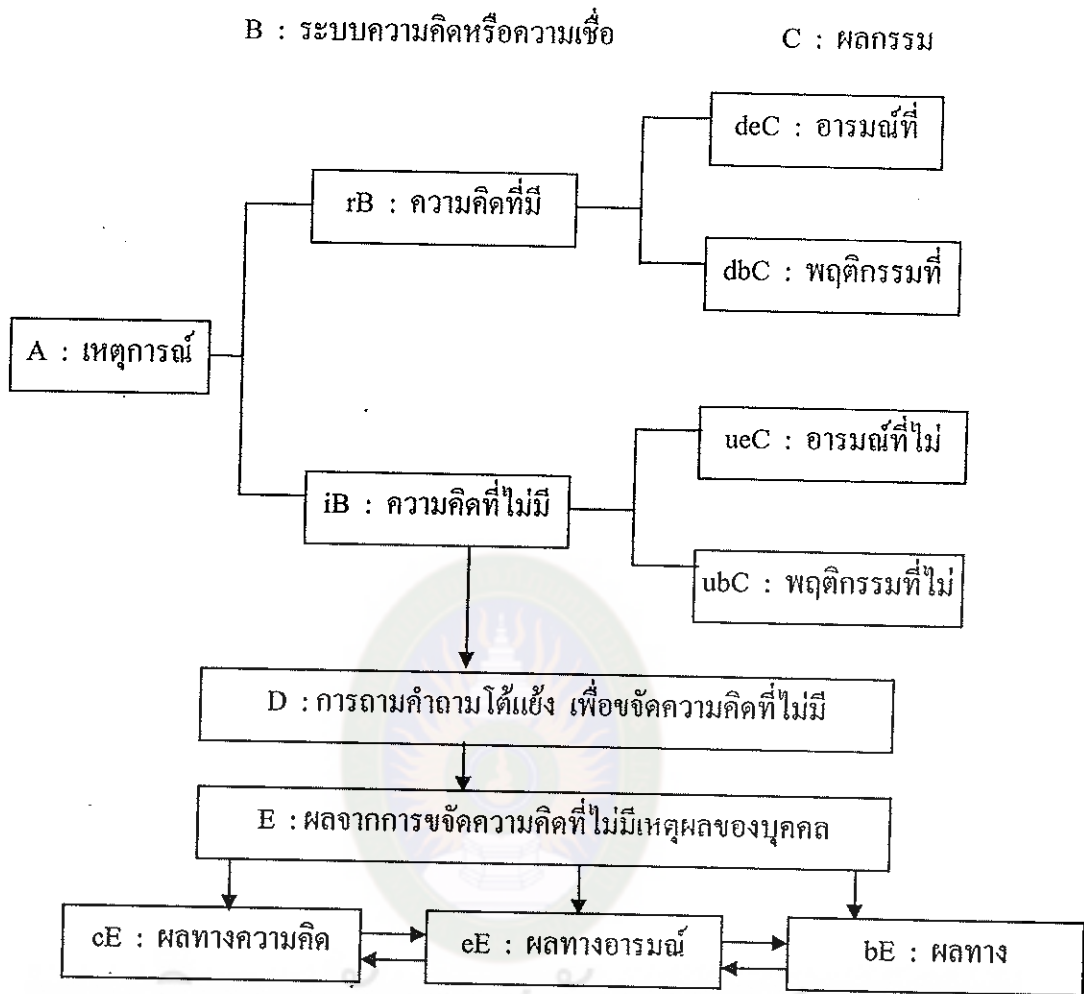 B : ระบบความคิดหรือความเชื่อ
C : ผลกรรม
deC : อารมณ์ที่
rB : ความคิดที่มี
dbC : พฤติกรรมที่
A : เหตุการณ์
ueC : อารมณ์ที่ไม่
iB : ความคิดที่ไม่มี
ubC : พฤติกรรมที่ไม่
D : การถามคำถามโต้แย้ง เพื่อขจัดความคิดที่ไม่มี
E : ผลจากการขจัดความคิดที่ไม่มีเหตุผลของบุคคล
cE : ผลทางความคิด
eE : ผลทางอารมณ์
bE : ผลทาง